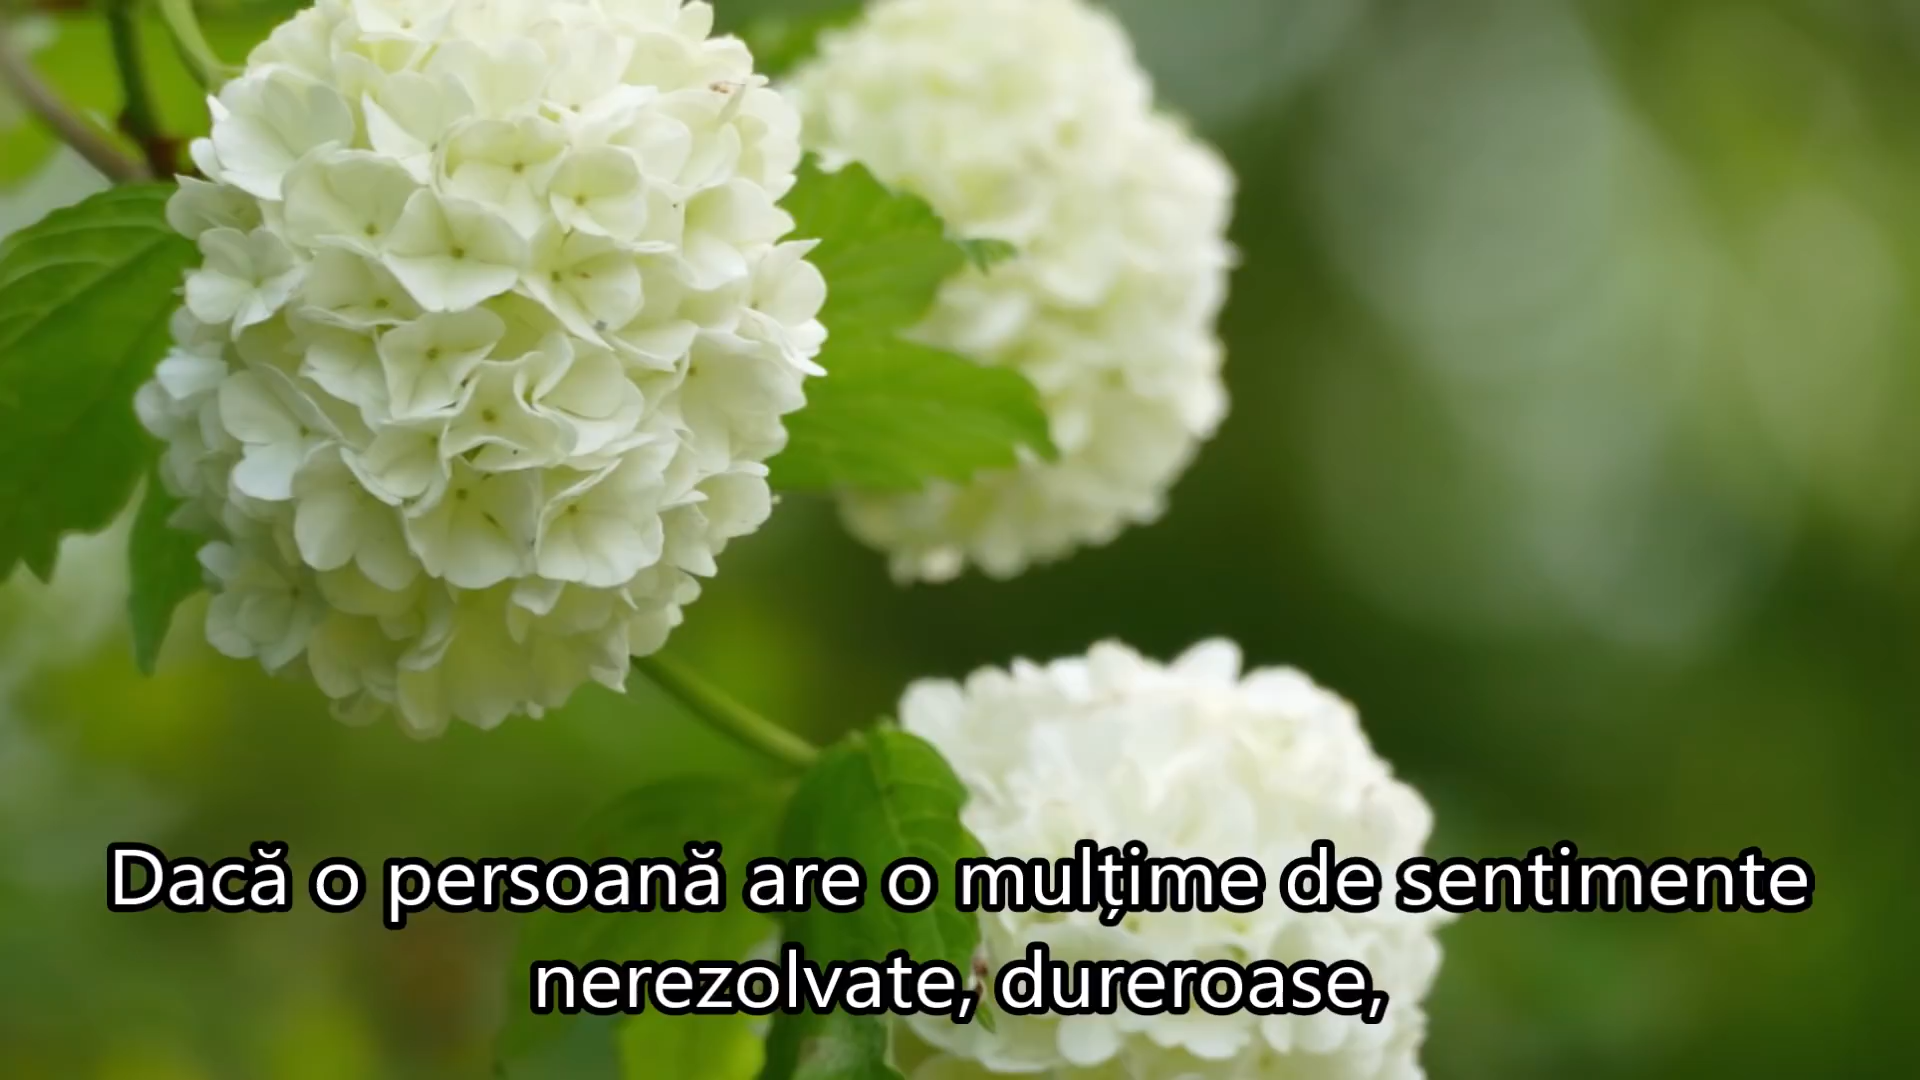 Dacă o persoană are o mulțime de sentimente
nerezolvate, dureroase,